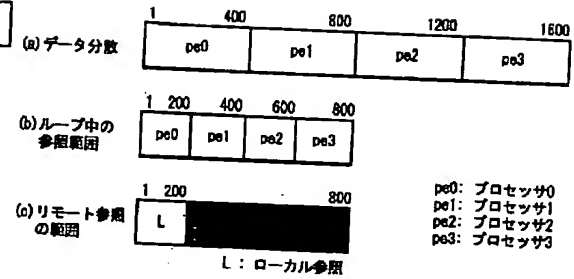 1 400 800 1200 1600
(a)データ分散 pe0 pe1 pe2 pe3
1 200 400 600 800
(b)ループ中の
参照範囲
pe0 pe1 pe2 pe3
1 200 800
(c)リモート参照
の範囲
L
L : ローカル参照
pe0: プロセッサ0
pe1: プロセッサ1
pe2: プロセッサ2
pe3: プロセッサ3